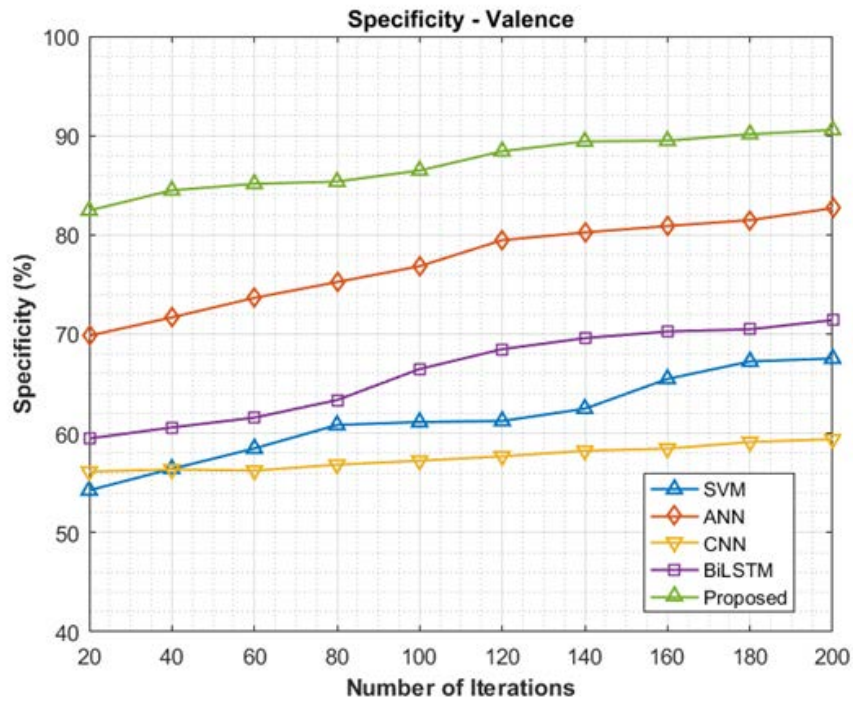 Specificity - Valence
100
90
80
70
60
50
40
Specificity (%)
20 40 60 80 100 120 140 160 180 200
Number of Iterations
SVM
ANN
CNN
BiLSTM
Proposed